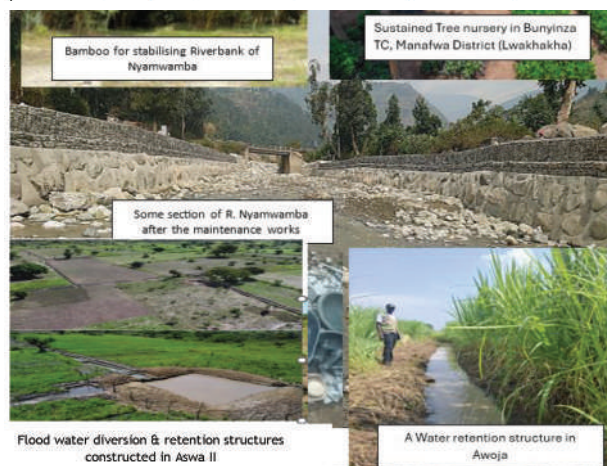 Bamboo for stabilising Riverbank of
Nyamwamba
Sustained Tree nursery in Bunyinza
TC, Manafwa District (Lwakhakha)
Some section of R. Nyamwamba
after the maintenance works
Flood water diversion & retention structures
constructed in Aswa II
A Water retention structure in
Awoja